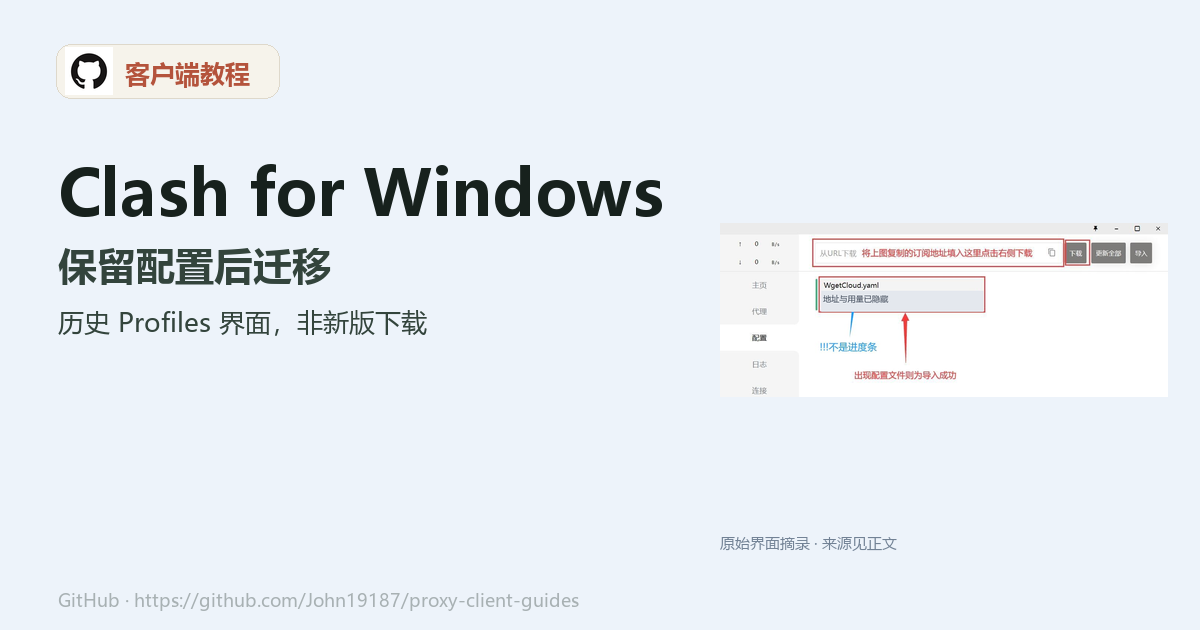 客户端教程
Clash for Windows
保留配置后迁移
历史 Profiles 界面，非新版下载
↑ 0 B/s
↓ 0 B/s
从URL下载 将上图复制的订阅地址填入这里点击右侧下载
下载
更新全部
导入
主页
代理
配置
日志
连接
WgetCloud.yaml
地址与用量已隐藏
!!!不是进度条
出现配置文件则为导入成功
原始界面摘录 · 来源见正文
GitHub · https://github.com/John19187/proxy-client-guides